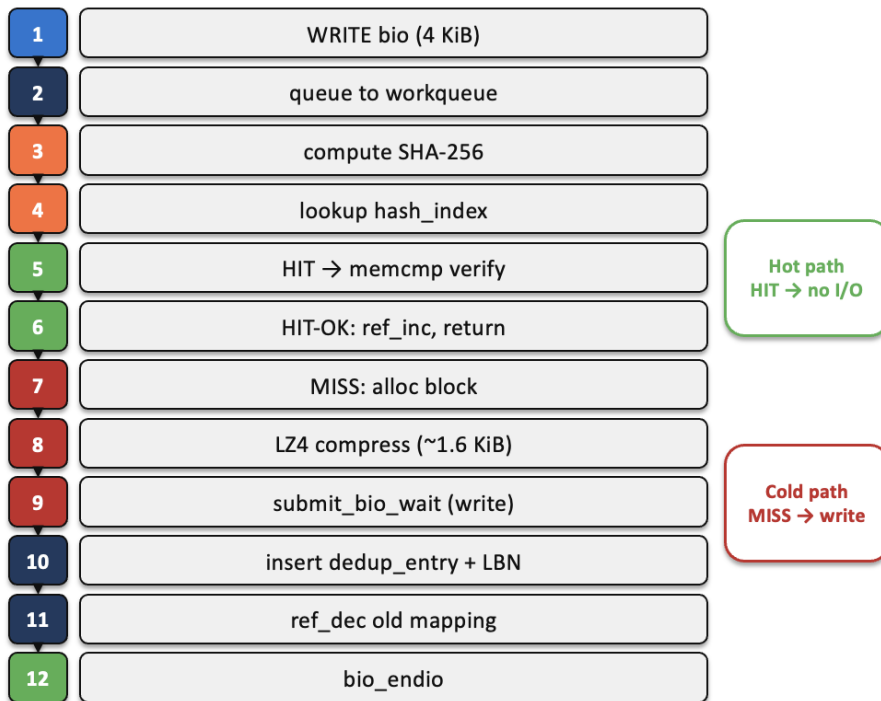 1 WRITE bio (4 KiB)
2 queue to workqueue
3 compute SHA-256
4 lookup hash_index
5 HIT → memcmp verify
6 HIT-OK: ref_inc, return
7 MISS: alloc block
8 LZ4 compress (~1.6 KiB)
9 submit_bio_wait (write)
10 insert dedup_entry + LBN
11 ref_dec old mapping
12 bio_endio
Hot path
HIT → no I/O
Cold path
MISS → write